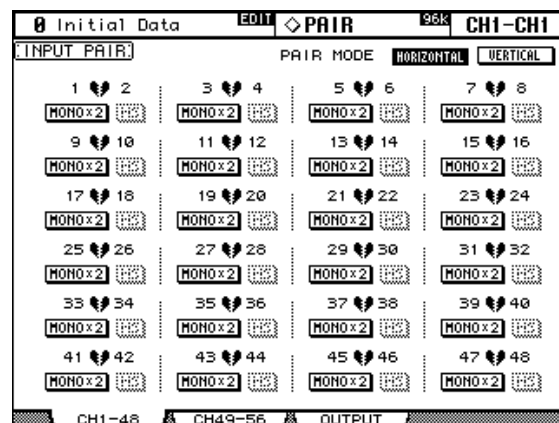 0 Initial Data EDIT ◇PAIR 96k CH1-CH1
INPUT PAIR PAIR MODE HORIZONTAL VERTICAL
1 2 3 4 5 6 7 8
MONO×2 MONO×2 MONO×2 MONO×2
9 10 11 12 13 14 15 16
MONO×2 MONO×2 MONO×2 MONO×2
17 18 19 20 21 22 23 24
MONO×2 MONO×2 MONO×2 MONO×2
25 26 27 28 29 30 31 32
MONO×2 MONO×2 MONO×2 MONO×2
33 34 35 36 37 38 39 40
MONO×2 MONO×2 MONO×2 MONO×2
41 42 43 44 45 46 47 48
MONO×2 MONO×2 MONO×2 MONO×2
CH1-48 CH49-56 OUTPUT